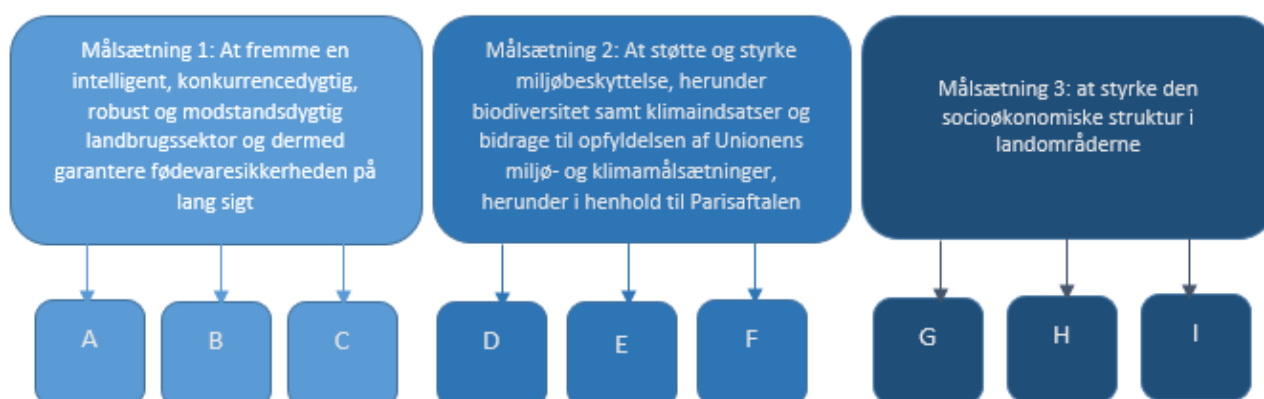 Målsætning 1: At fremme en
intelligent, konkurrencedygtig,
robust og modstandsdygtig
landbrugssektor og dermed
garantere fødevaresikkerheden på
lang sigt
Målsætning 2: At støtte og styrke
miljøbeskyttelse, herunder
biodiversitet samt klimaindsatser og
bidrage til opfyldelsen af Unionens
miljø- og klimamålsætninger,
herunder i henhold til Parisaftalen
Målsætning 3: at styrke den
socioøkonomiske struktur i
landområderne
A
B
C
D
E
F
G
H
I